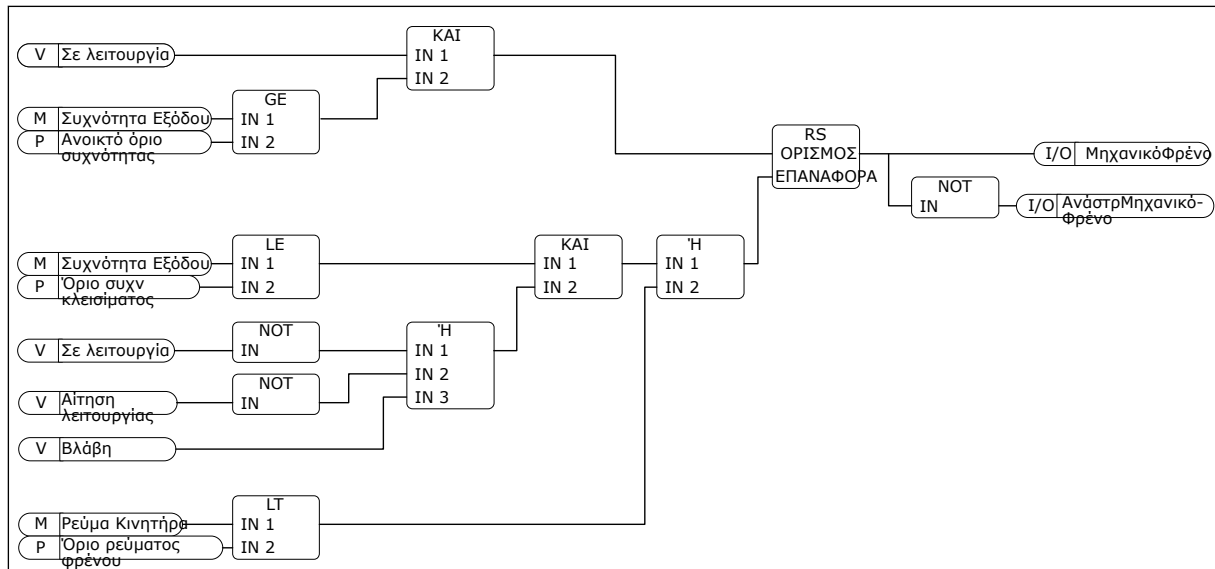 ΚΑΙ
V Σε λειτουργία IN 1
IN 2
GE
M Συχνότητα Εξόδου IN 1
P Ανοικτό όριο IN 2
συχνότητας
RS
ΟΡΙΣΜΟΣ
I/O ΜηχανικόΦρένο
ΕΠΑΝΑΦΟΡΑ
NOT
IN
I/O ΑνάστρΜηχανικό-
Φρένο
LE
ΚΑΙ
Ή
M Συχνότητα Εξόδου IN 1
IN 1
IN 1
P Όριο συχν IN 2
κλεισίματος
IN 2
IN 2
NOT
Ή
V Σε λειτουργία IN
IN 1
NOT
IN 2
V Αίτηση IN
λειτουργίας
IN 3
V Βλάβη
LT
M Ρεύμα Κινητήρα IN 1
P Όριο ρεύματος IN 2
φρένου